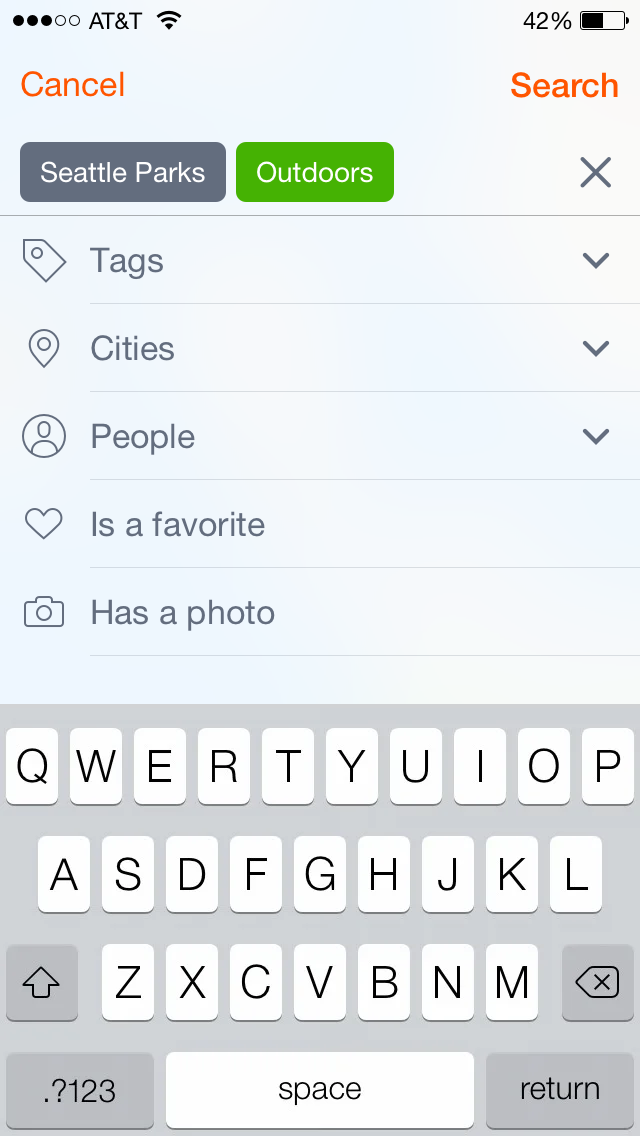 AT&T 42%
Cancel Search
Seattle Parks Outdoors
Tags
Cities
People
Is a favorite
Has a photo
Q W E R T Y U I O P
A S D F G H J K L
Z X C V B N M
.?123 space return